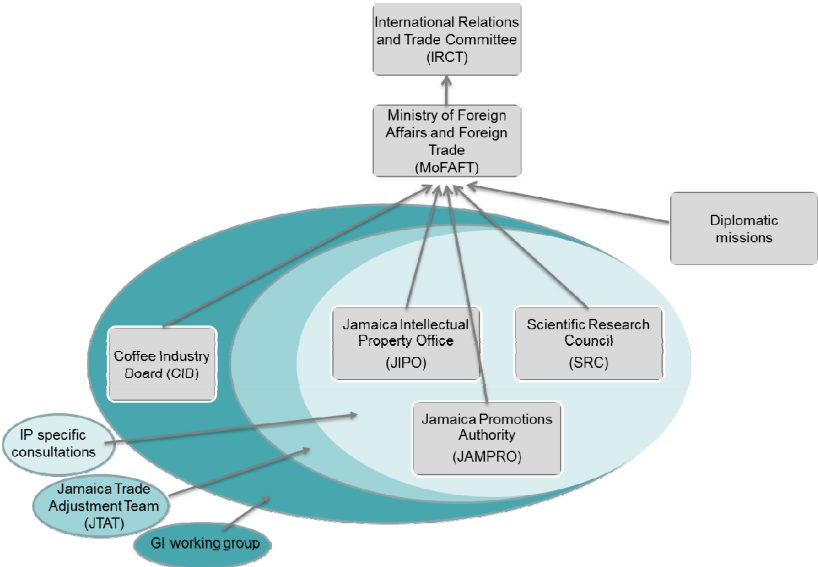 International Relations
and Trade Committee
(IRCT)
Ministry of Foreign
Affairs and Foreign
Trade
(MoFAFT)
Diplomatic
missions
Jamaica Intellectual
Property Office
(JIPO)
Scientific Research
Council
(SRC)
Coffee Industry
Board (CID)
Jamaica Promotions
Authority
(JAMPRO)
IP specific
consultations
Jamaica Trade
Adjustment Team
(JTAT)
GI working group